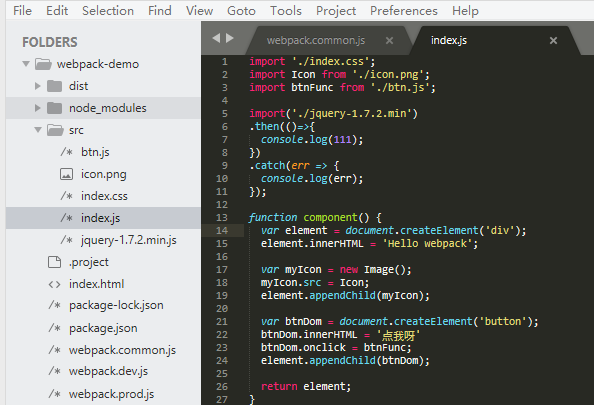 File Edit Selection Find View Goto Tools Project Preferences Help
FOLDERS
webpack-demo
dist
node_modules
src
btn.js
icon.png
index.css
index.js
jquery-1.7.2.min.js
.project
index.html
package-lock.json
package.json
webpack.common.js
webpack.dev.js
webpack.prod.js
webpack.common.js × index.js ×
1 import './index.css';
2 import Icon from './icon.png';
3 import btnFunc from './btn.js';
4
5 import('./jquery-1.7.2.min')
6 .then(()=>{
7 console.log(111);
8 })
9 .catch(err => {
10 console.log(err);
11 });
12
13 function component() {
14 var element = document.createElement('div');
15 element.innerHTML = 'Hello webpack';
16
17 var myIcon = new Image();
18 myIcon.src = Icon;
19 element.appendChild(myIcon);
20
21 var btnDom = document.createElement('button');
22 btnDom.innerHTML = '点我呀'
23 btnDom.onclick = btnFunc;
24 element.appendChild(btnDom);
25
26 return element;
27 }